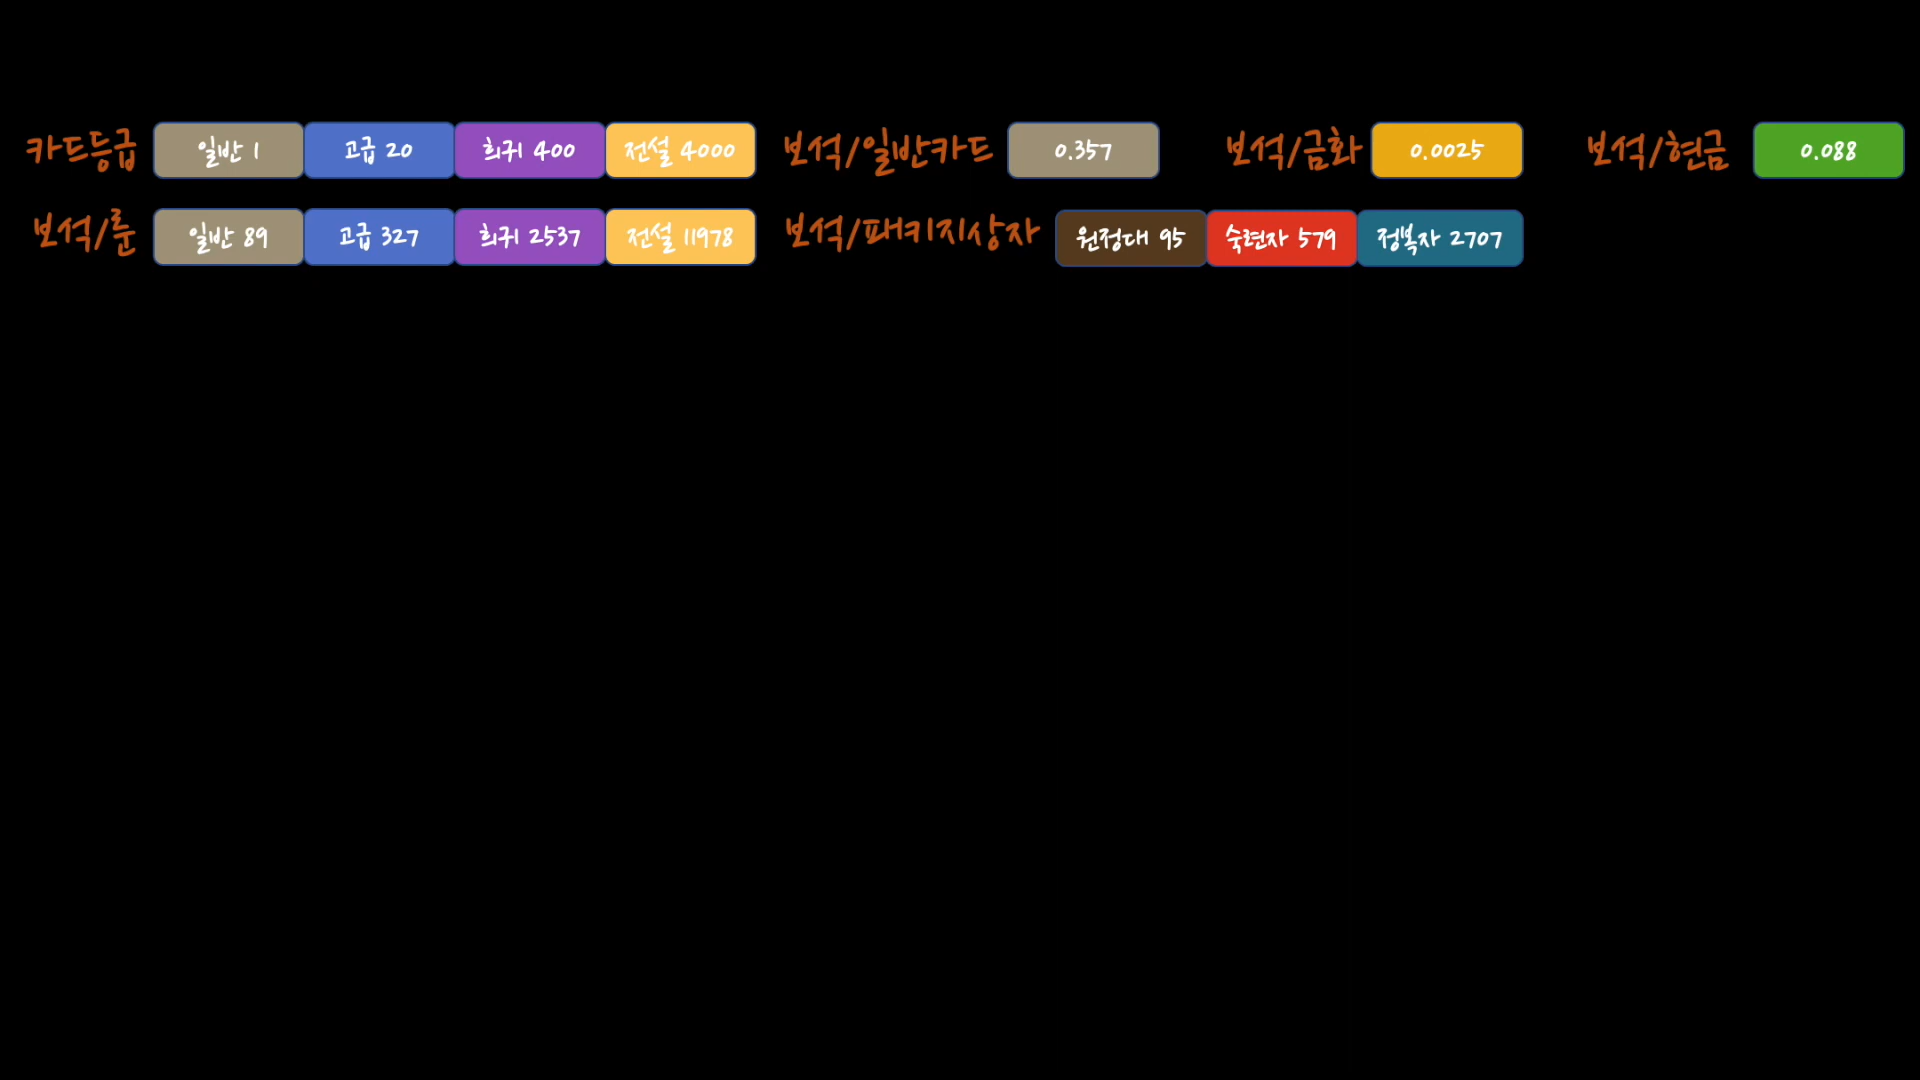 카드등급 일반 1 고급 20 희귀 400 전설 4000 보석/일반카드 0.357 보석/금화 0.0025 보석/현금 0.088
보석/룬 일반 89 고급 327 희귀 2537 전설 11978 보석/패키지상자 원정대 95 숙련자 579 정복자 2707